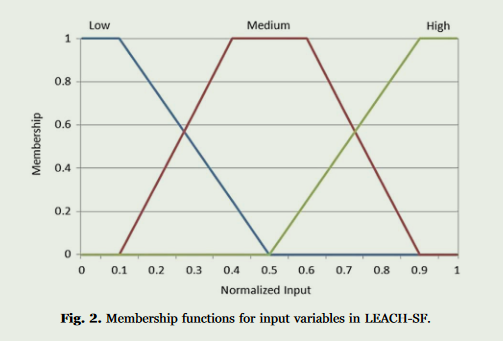 Low Medium High
1
0.8
0.6
0.4
0.2
0
Membership
0 0.1 0.2 0.3 0.4 0.5 0.6 0.7 0.8 0.9 1
Normalized Input
Fig. 2. Membership functions for input variables in LEACH-SF.